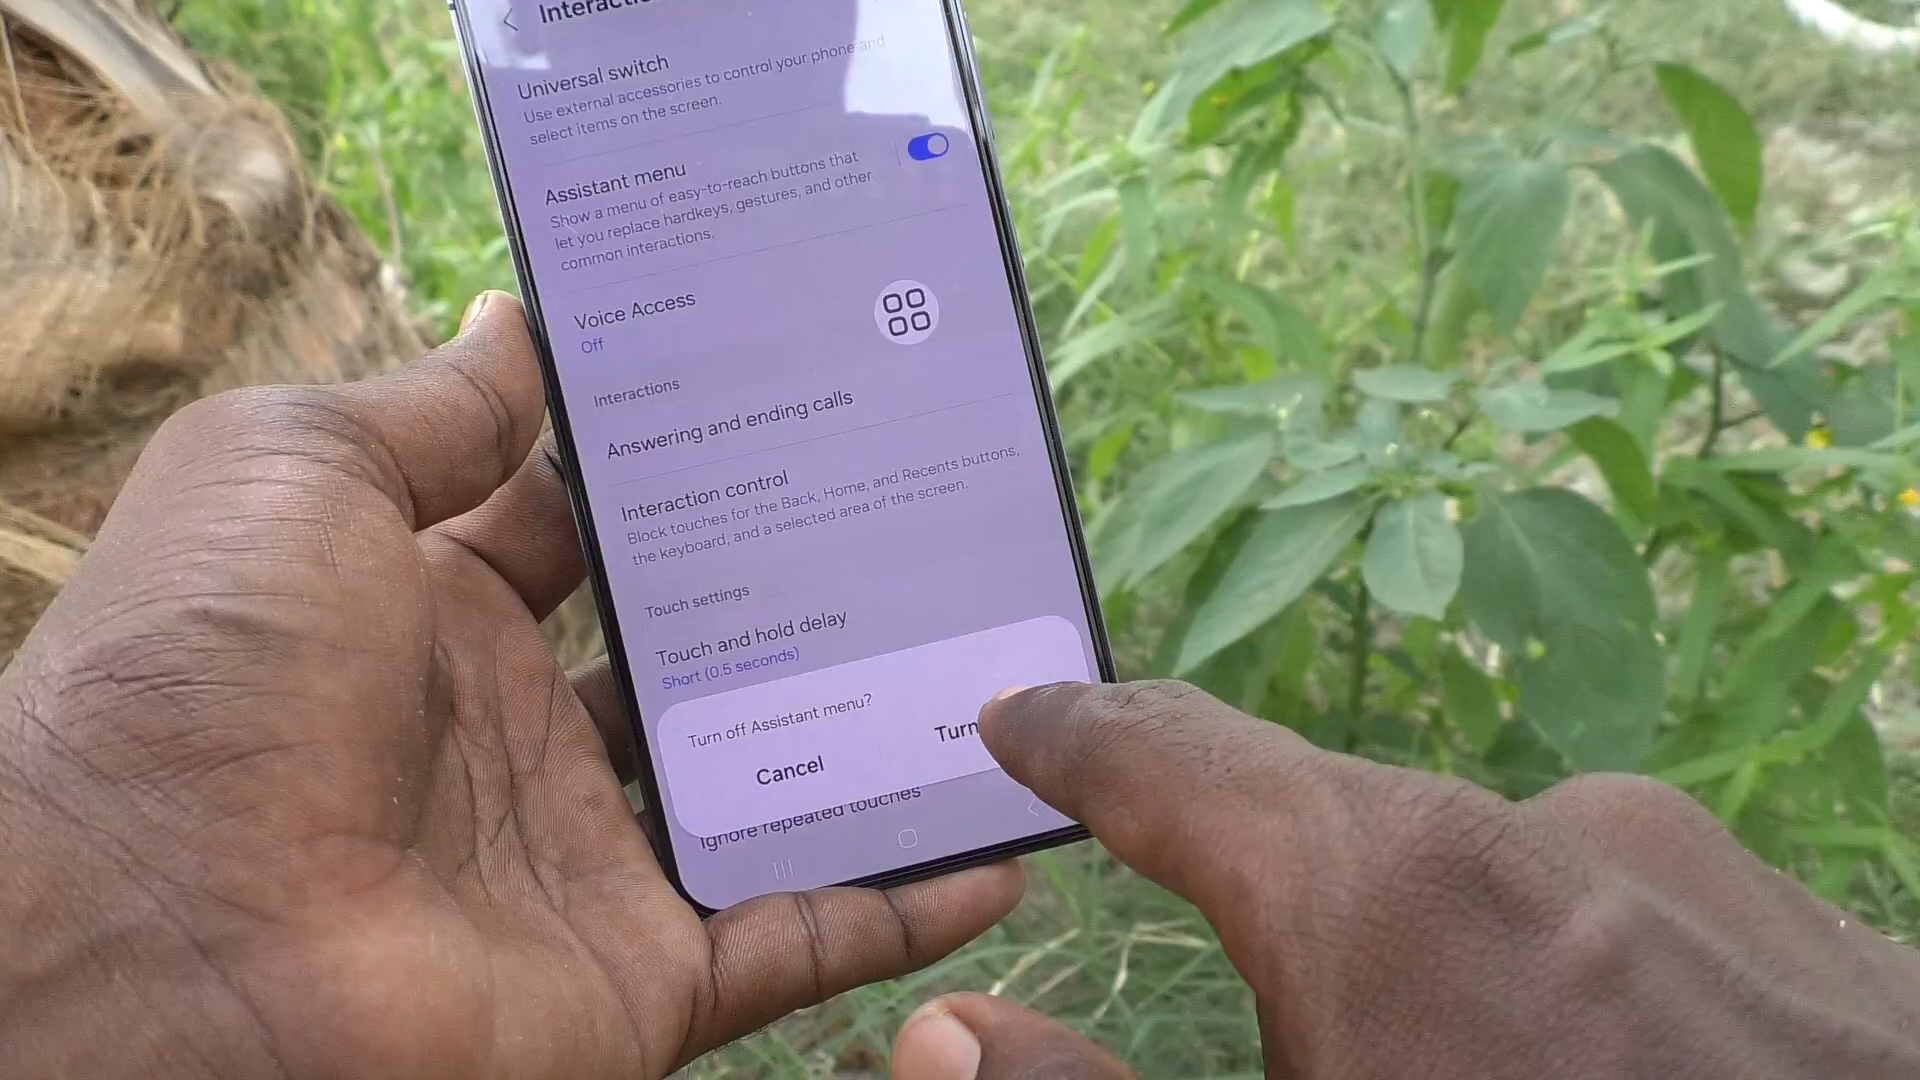 Universal switch
Use external accessories to control your phone and
select items on the screen.
Assistant menu
Show a menu of easy-to-reach buttons that
let you replace hardkeys, gestures, and other
common interactions.
Voice Access
Off
Interactions
Answering and ending calls
Interaction control
Block touches for the Back, Home, and Recents buttons,
the keyboard, and a selected area of the screen.
Touch settings
Touch and hold delay
Short (0.5 seconds)
Turn off Assistant menu?
Cancel
Turn
Ignore repeated touches